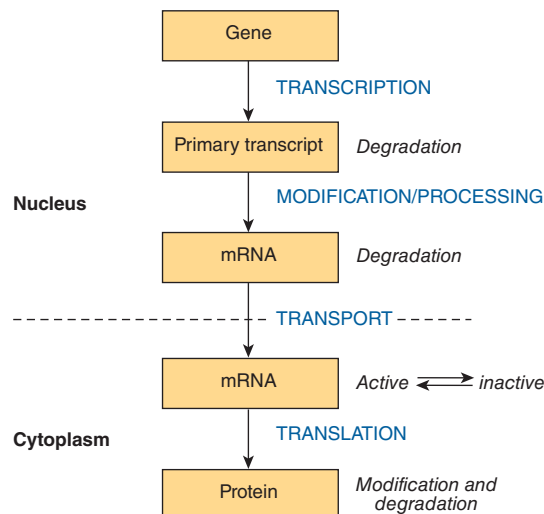 Gene
TRANSCRIPTION
Primary transcript
Degradation
Nucleus
MODIFICATION/PROCESSING
mRNA
Degradation
TRANSPORT
mRNA
Active
inactive
Cytoplasm
TRANSLATION
Protein
Modification and
degradation